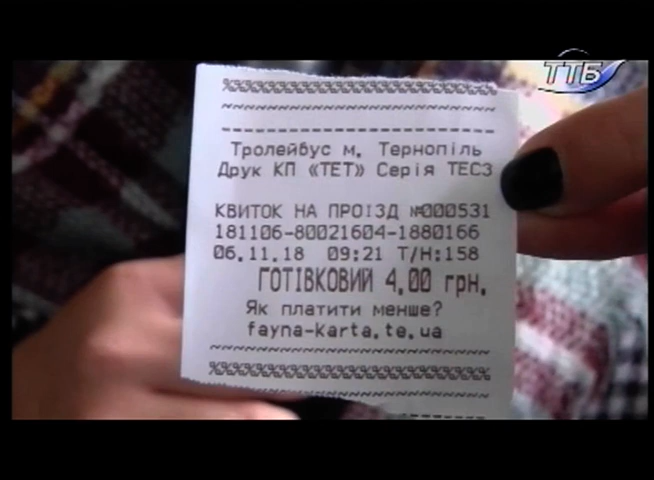 ТТБ
Тролейбус м. Тернопіль
Друк КП «ТЕТ» Серія ТЕСЗ
КВИТОК НА ПРОЇЗД №000531
181106-80021604-1880166
06.11.18 09:21 Т/Н:158
ГОТІВКОВИЙ 4.00 грн.
Як платити менше?
fayna-karta.te.ua